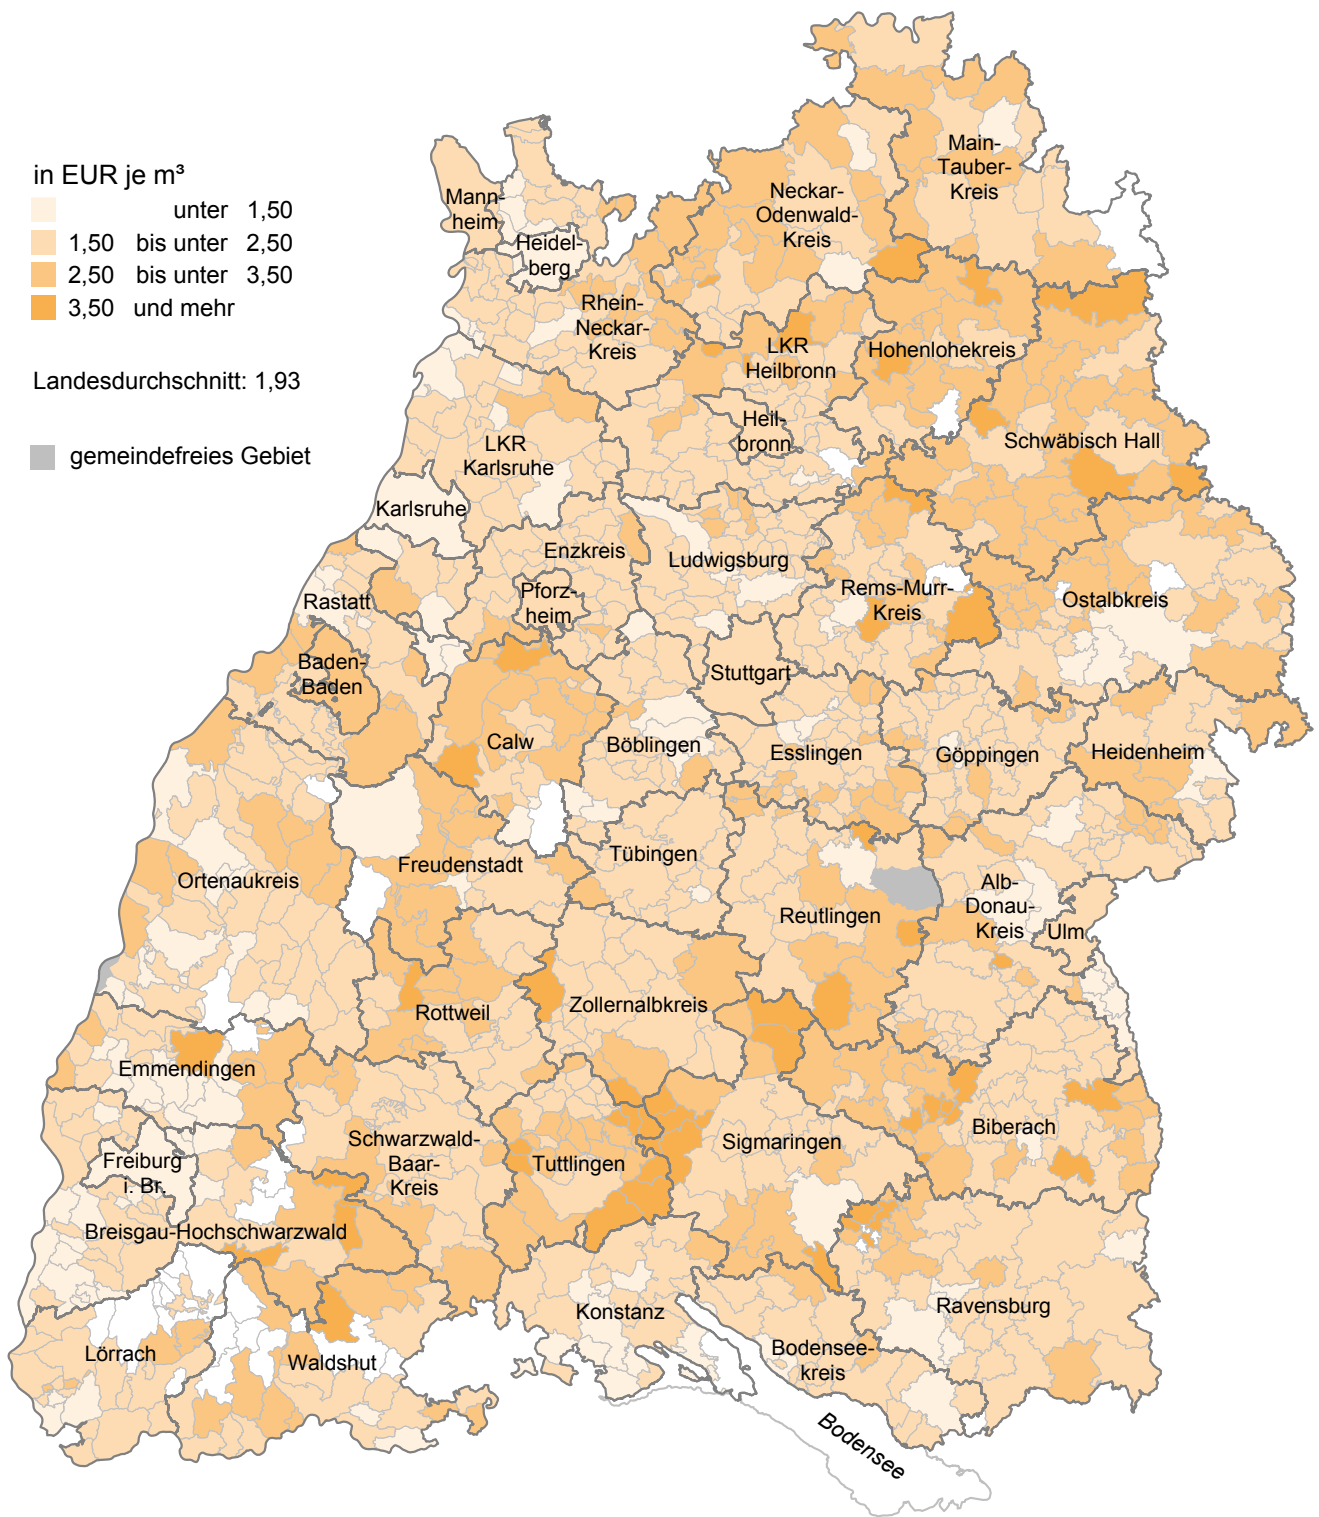 in EUR je m³
unter 1,50
1,50 bis unter 2,50
2,50 bis unter 3,50
3,50 und mehr
Landesdurchschnitt: 1,93
gemeindefreies Gebiet
Main-
Tauber-
Kreis
Neckar-
Odenwald-
Kreis
Mann-
heim
Heidel-
berg
Rhein-
Neckar-
Kreis
LKR
Heilbronn
Hohenlohekreis
Heil-
bronn
Schwäbisch Hall
LKR
Karlsruhe
Karlsruhe
Enzkreis
Ludwigsburg
Pforz-
heim
Rems-Murr-
Kreis
Ostalbkreis
Rastatt
Baden-
Baden
Stuttgart
Calw
Böblingen
Esslingen
Göppingen
Heidenheim
Freudenstadt
Tübingen
Ortenaukreis
Reutlingen
Alb-
Donau-
Kreis
Ulm
Rottweil
Zollernalbkreis
Emmendingen
Freiburg
i. Br.
Schwarzwald-
Baar-
Kreis
Tuttlingen
Sigmaringen
Biberach
Breisgau-Hochschwarzwald
Konstanz
Ravensburg
Lörrach
Waldshut
Bodensee-
kreis
Bodensee